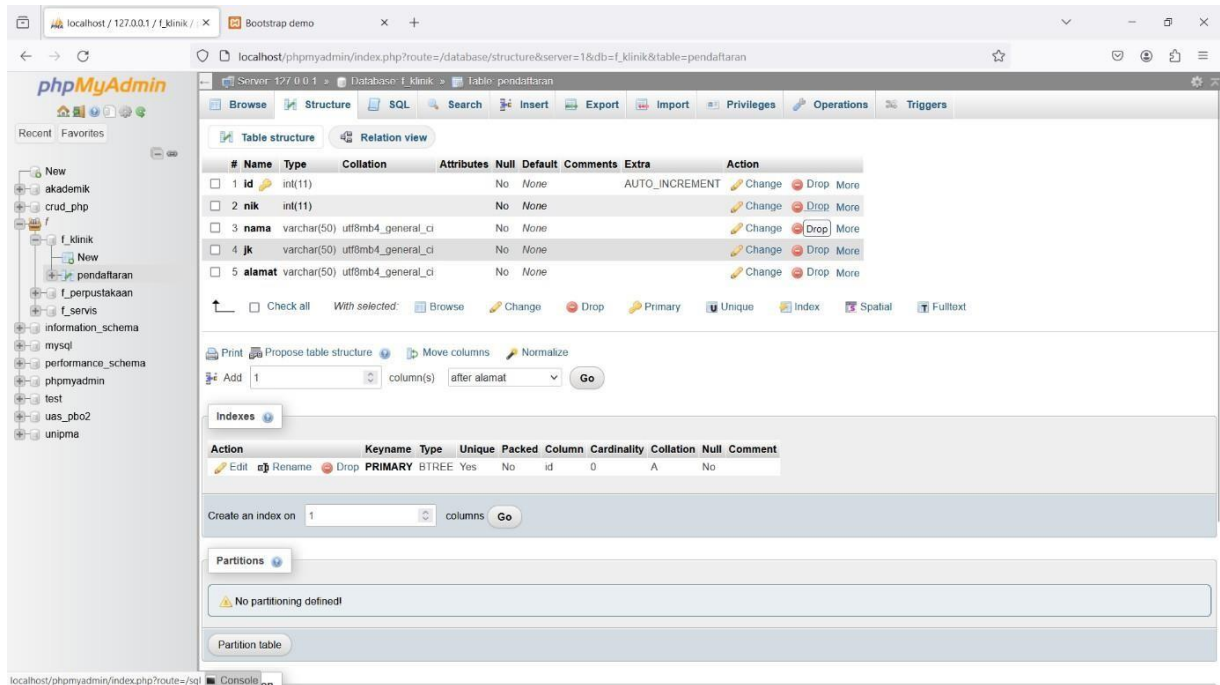 localhost / 127.0.0.1 / f_klinik /
Bootstrap demo
localhost/phpmyadmin/index.php?route=/database/structure&server=1&db=f_klinik&table=pendaftaran
phpMyAdmin
Recent Favorites
New
akademik
crud_php
f
f_klinik
New
pendaftaran
f_perpustakaan
f_servis
information_schema
mysql
performance_schema
phpmyadmin
test
uas_pbo2
unipma
Server: 127.0.0.1 » Database: f_klinik » Table: pendaftaran
Browse Structure SQL Search Insert Export Import Privileges Operations Triggers
Table structure Relation view
# Name Type Collation Attributes Null Default Comments Extra Action
1 id int(11) No None AUTO_INCREMENT Change Drop More
2 nik int(11) No None Change Drop More
3 nama varchar(50) utf8mb4_general_ci No None Change Drop More
4 jk varchar(50) utf8mb4_general_ci No None Change Drop More
5 alamat varchar(50) utf8mb4_general_ci No None Change Drop More
Check all With selected: Browse Change Drop Primary Unique Index Spatial Fulltext
Print Propose table structure Move columns Normalize
Add 1 column(s) after alamat Go
Indexes
Action Keyname Type Unique Packed Column Cardinality Collation Null Comment
Edit Rename Drop PRIMARY BTREE Yes No id 0 A No
Create an index on 1 columns Go
Partitions
No partitioning defined!
Partition table
localhost/phpmyadmin/index.php?route=/sql Console